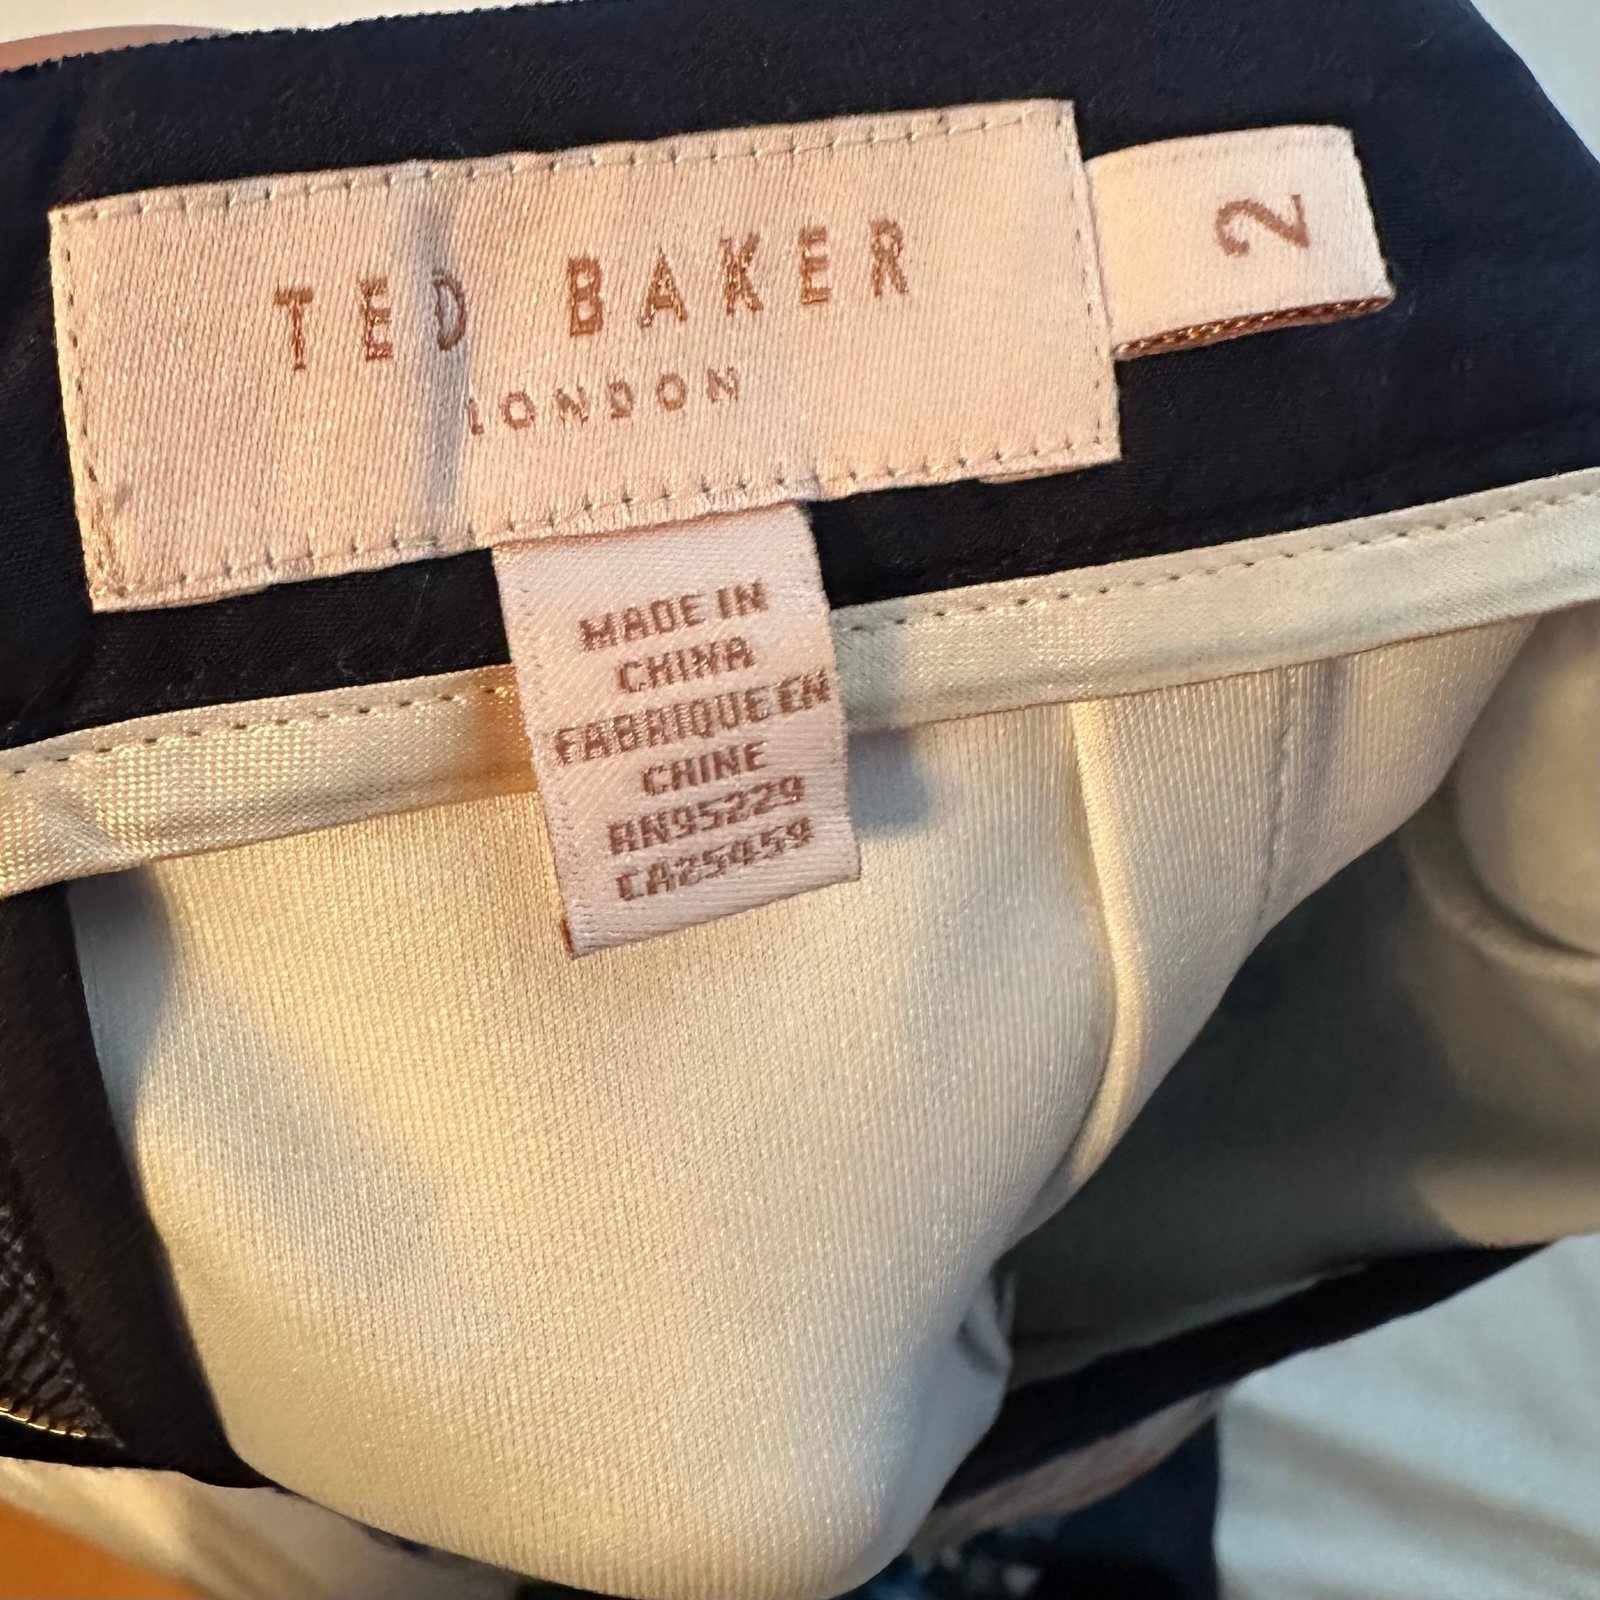 TED BAKER
LONDON
2
MADE IN
CHINA
FABRIQUE EN
CHINE
RN95229
CA25459